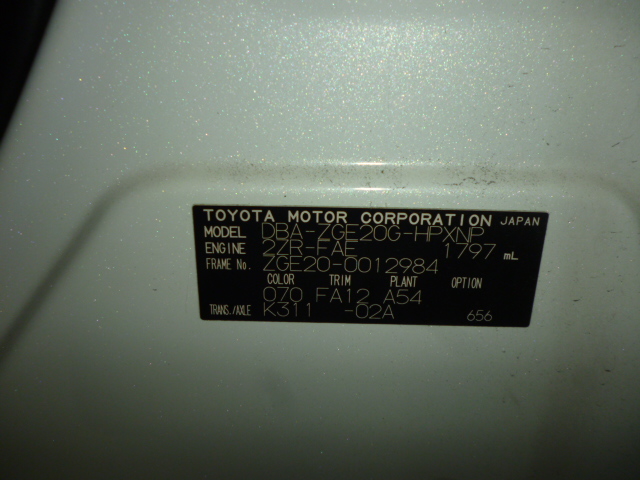 TOYOTA MOTOR CORPORATION JAPAN
MODEL DBA-ZGE20G-HPXNP
ENGINE 2ZR-FAE 1797 mL
FRAME No. ZGE20-0012984
COLOR TRIM PLANT OPTION
070 FA12 A54
TRANS./AXLE K311 -02A 656